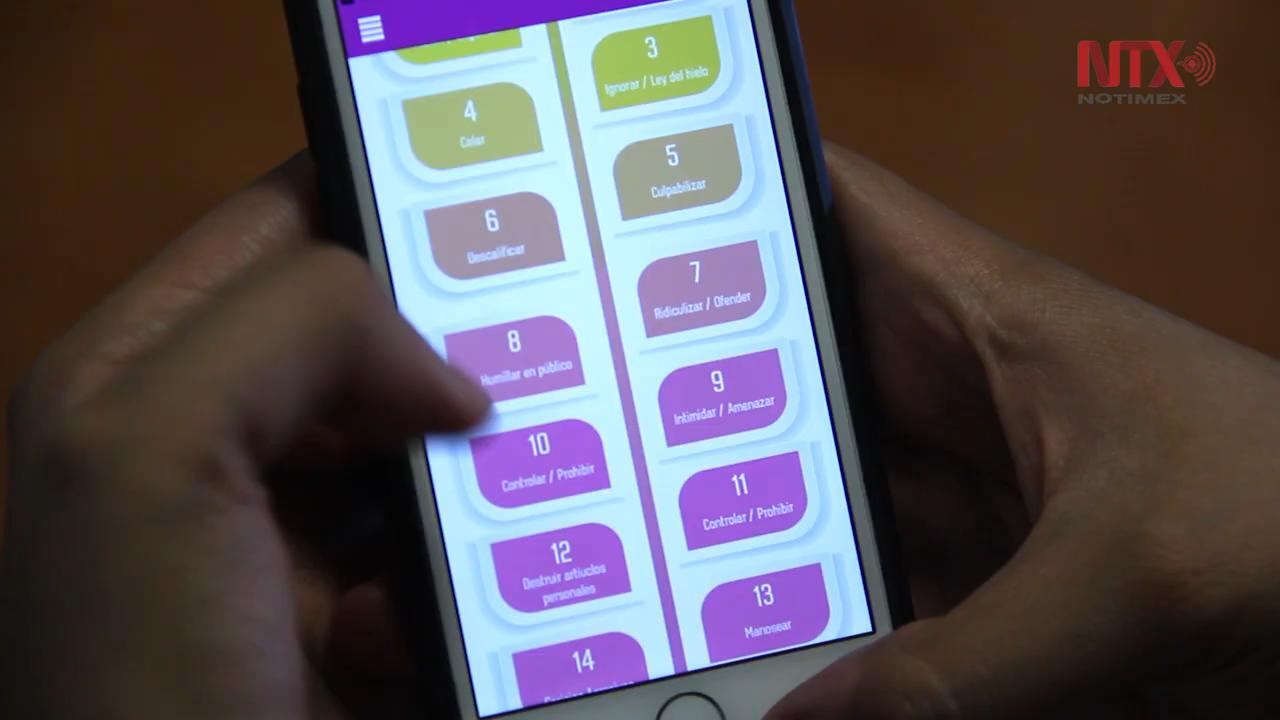 NTX
NOTIMEX
3
Ignorar / Ley del hielo
4
Celar
5
Culpabilizar
6
Descalificar
7
Ridiculizar / Ofender
8
Humillar en público
9
Intimidar / Amenazar
10
Controlar / Prohibir
11
Controlar / Prohibir
12
Destruir artículos
personales
13
Manosear
14